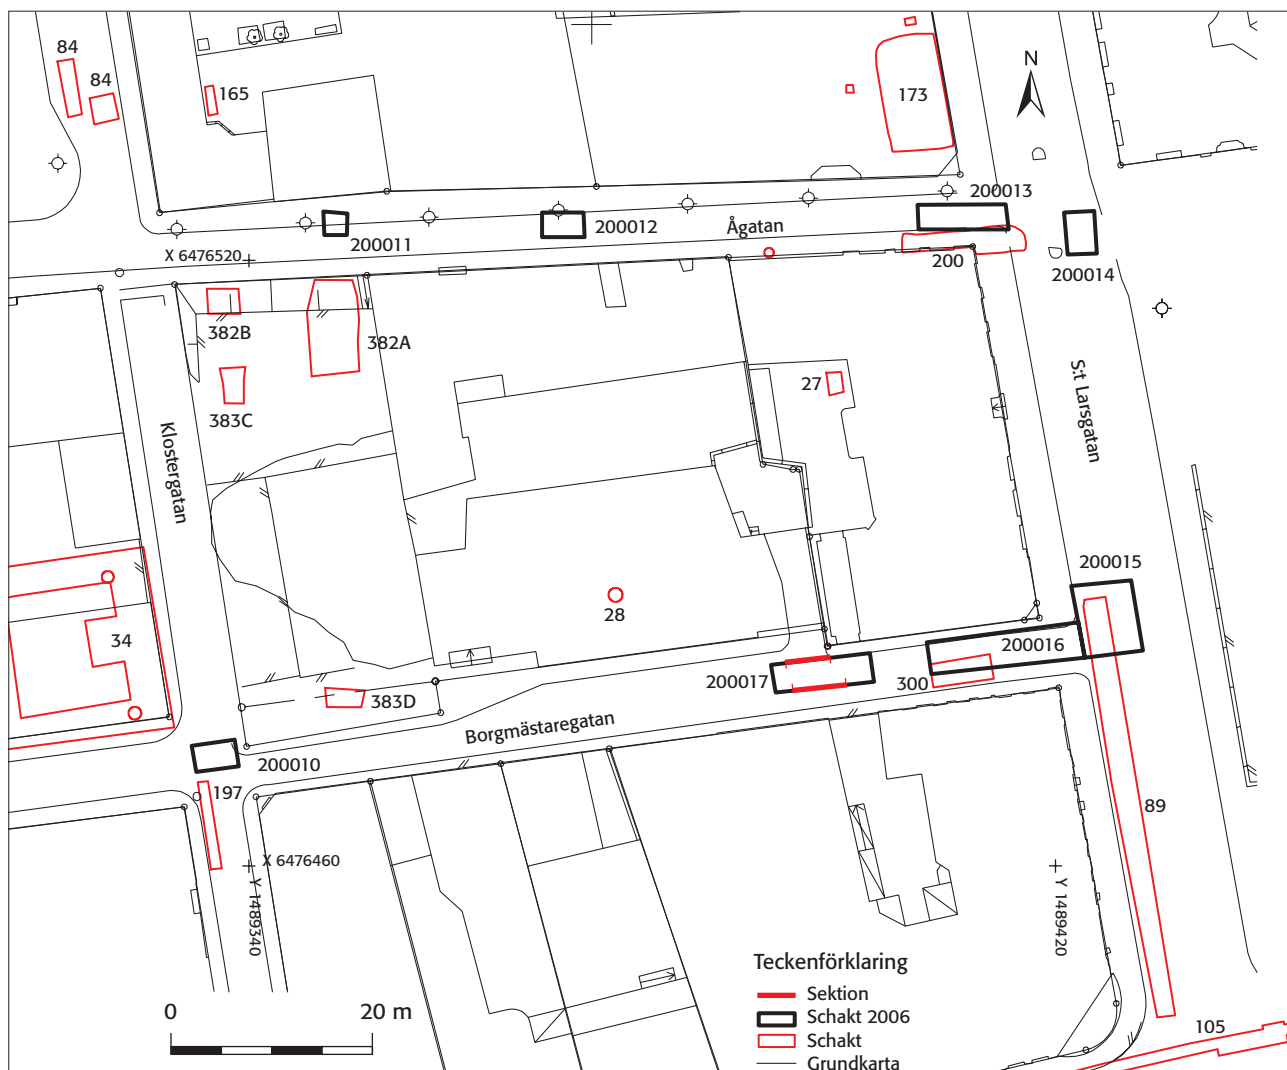 84
84
165
173
N
200013
200011
200012
Ågatan
X 6476520
200
200014
382B
382A
27
383C
S:t Larsgatan
Klostergatan
200015
28
34
200016
200017
300
383D
Borgmästaregatan
200010
197
89
X 6476460
Y 1489340
Y 1489420
Teckenförklaring
Sektion
0 20 m
Schakt 2006
Schakt
105
Grundkarta